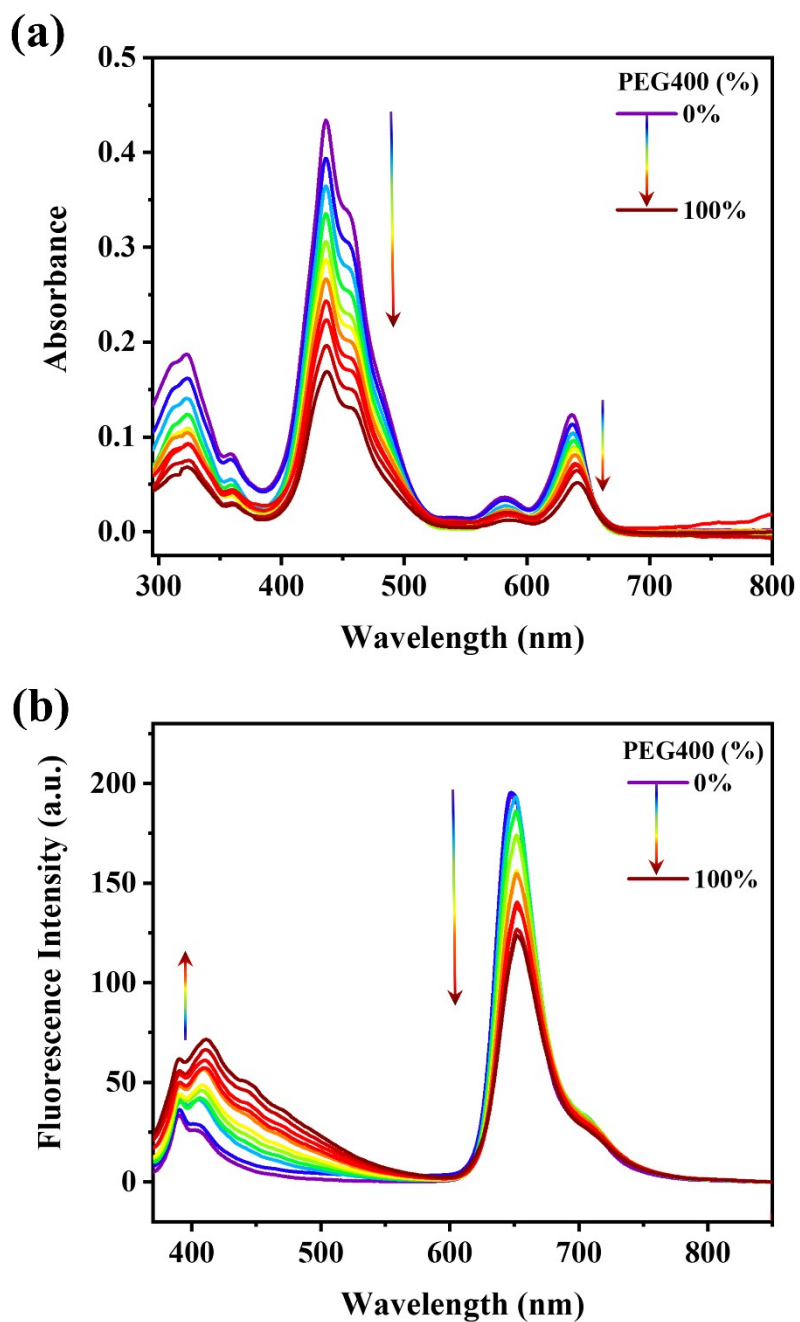 (a)
PEG400 (%)
0%
100%
Absorbance
0.5
0.4
0.3
0.2
0.1
0.0
300 400 500 600 700 800
Wavelength (nm)
(b)
PEG400 (%)
0%
100%
Fluorescence Intensity (a.u.)
200
150
100
50
0
400 500 600 700 800
Wavelength (nm)